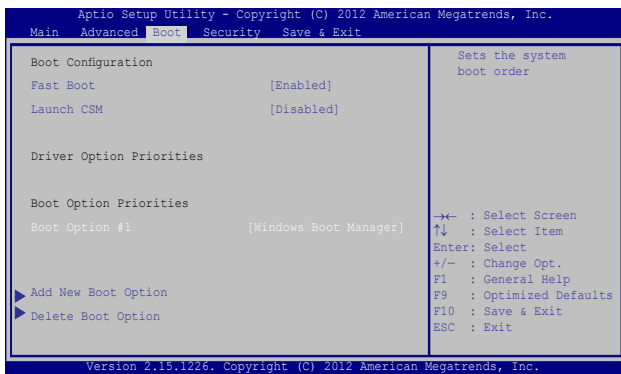 Aptio Setup Utility - Copyright (C) 2012 American Megatrends, Inc.
Main Advanced Boot Security Save & Exit
Boot Configuration
Fast Boot [Enabled]
Launch CSM [Disabled]
Driver Option Priorities
Boot Option Priorities
Boot Option #1 [Windows Boot Manager]
Add New Boot Option
Delete Boot Option
Sets the system
boot order
→← : Select Screen
↑↓ : Select Item
Enter: Select
+/— : Change Opt.
F1 : General Help
F9 : Optimized Defaults
F10 : Save & Exit
ESC : Exit
Version 2.15.1226. Copyright (C) 2012 American Megatrends, Inc.